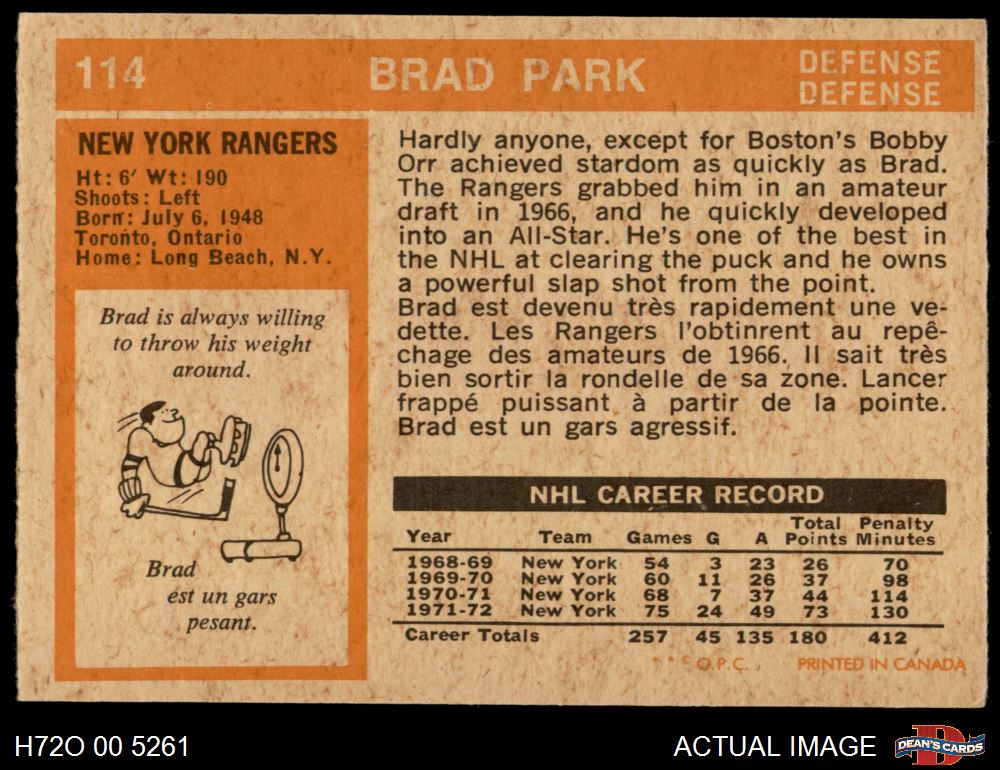 114
BRAD PARK
DEFENSE
DEFENSE
NEW YORK RANGERS
Ht: 6' Wt: 190
Shoots: Left
Born: July 6, 1948
Toronto, Ontario
Home: Long Beach, N.Y.
Brad is always willing
to throw his weight
around.
Brad
est un gars
pesant.
Hardly anyone, except for Boston's Bobby
Orr achieved stardom as quickly as Brad.
The Rangers grabbed him in an amateur
draft in 1966, and he quickly developed
into an All-Star. He's one of the best in
the NHL at clearing the puck and he owns
a powerful slap shot from the point.
Brad est devenu très rapidement une ve-
dette. Les Rangers l'obtinrent au repê-
chage des amateurs de 1966. Il sait très
bien sortir la rondelle de sa zone. Lancer
frappé puissant à partir de la pointe.
Brad est un gars agressif.
NHL CAREER RECORD
Year Team Games G A Total Points Penalty Minutes
1968-69 New York 54 3 23 26 70
1969-70 New York 60 11 26 37 98
1970-71 New York 68 7 37 44 114
1971-72 New York 75 24 49 73 130
Career Totals 257 45 135 180 412
* * © O.P.C. PRINTED IN CANADA
H72O 00 5261
ACTUAL IMAGE
DEAN'S CARDS